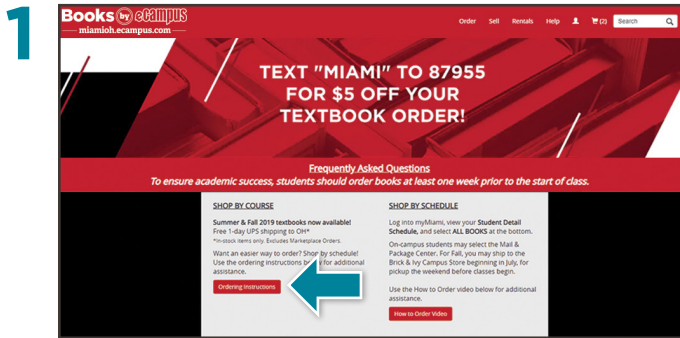 1
Books by eCampus
miamioh.ecampus.com
Order Sell Rentals Help (2) Search
TEXT "MIAMI" TO 87955
FOR $5 OFF YOUR
TEXTBOOK ORDER!
Frequently Asked Questions
To ensure academic success, students should order books at least one week prior to the start of class.
SHOP BY COURSE
Summer & Fall 2019 textbooks now available!
Free 1-day UPS shipping to OH*
*In-stock items only. Excludes Marketplace Orders.
Want an easier way to order? Shop by schedule!
Use the ordering instructions below for additional
assistance.
Ordering Instructions
SHOP BY SCHEDULE
Log into myMiami, view your Student Detail
Schedule, and select ALL BOOKS at the bottom.
On-campus students may select the Mail &
Package Center. For Fall, you may ship to the
Brick & Ivy Campus Store beginning in July, for
pickup the weekend before classes begin.
Use the How to Order video below for additional
assistance.
How to Order Video